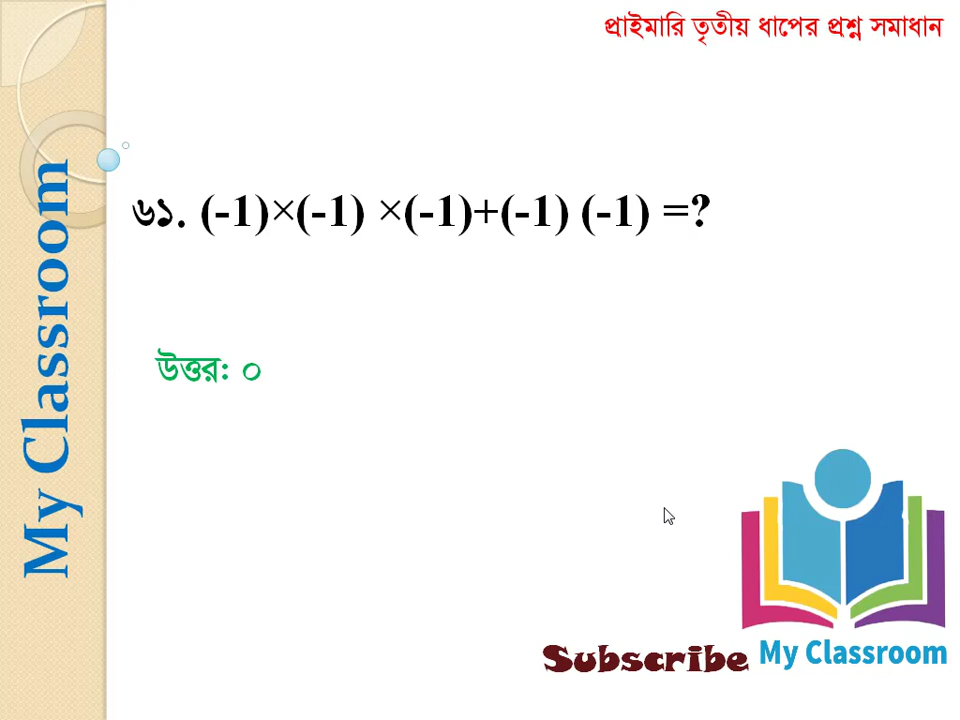 প্রাইমারি তৃতীয় ধাপের প্রশ্ন সমাধান
My Classroom
৬১. (-1)×(-1) ×(-1)+(-1) (-1) =?
উত্তর: ০
Subscribe
My Classroom